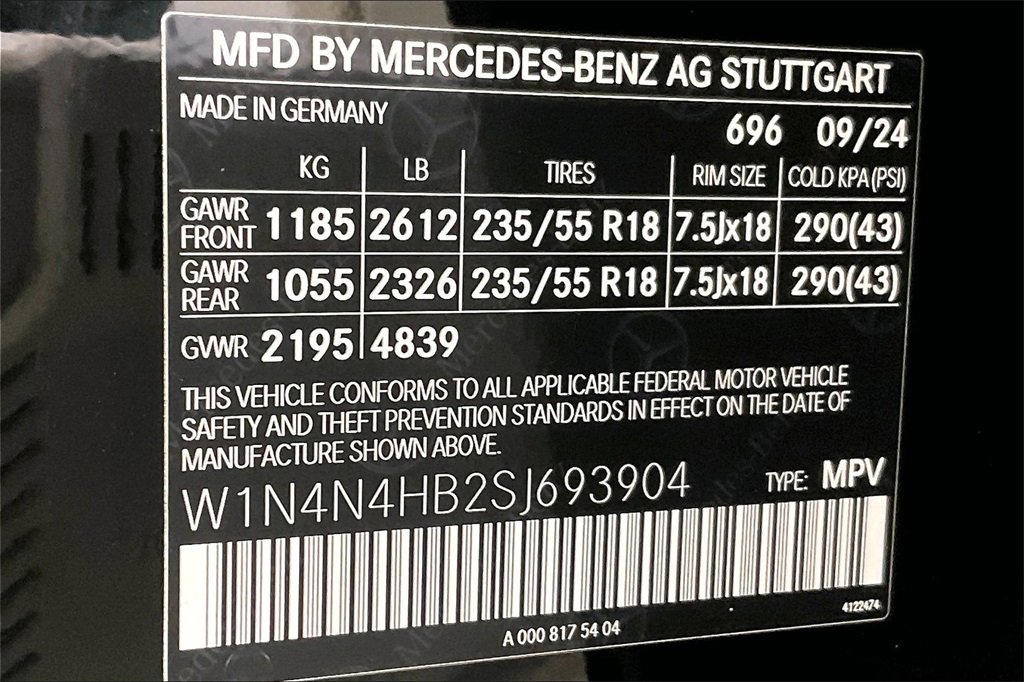 MFD BY MERCEDES-BENZ AG STUTTGART
MADE IN GERMANY
696 09/24
KG LB TIRES RIM SIZE COLD KPA (PSI)
GAWR FRONT 1185 2612 235/55 R18 7.5Jx18 290(43)
GAWR REAR 1055 2326 235/55 R18 7.5Jx18 290(43)
GVWR 2195 4839
THIS VEHICLE CONFORMS TO ALL APPLICABLE FEDERAL MOTOR VEHICLE
SAFETY AND THEFT PREVENTION STANDARDS IN EFFECT ON THE DATE OF
MANUFACTURE SHOWN ABOVE.
W1N4N4HB2SJ693904 TYPE: MPV
4122474
A 000 817 54 04